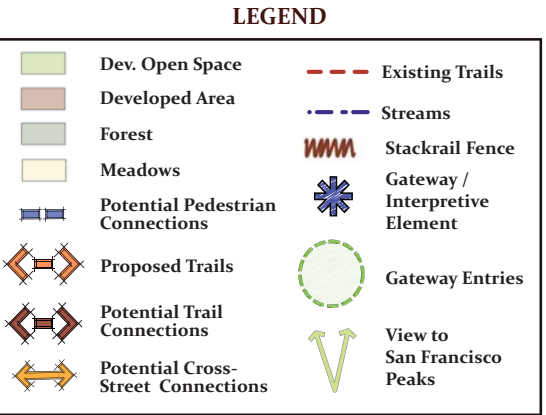 LEGEND
Dev. Open Space
Developed Area
Forest
Meadows
Potential Pedestrian
Connections
Proposed Trails
Potential Trail
Connections
Potential Cross-
Street Connections
Existing Trails
Streams
Stackrail Fence
Gateway /
Interpretive
Element
Gateway Entries
View to
San Francisco
Peaks